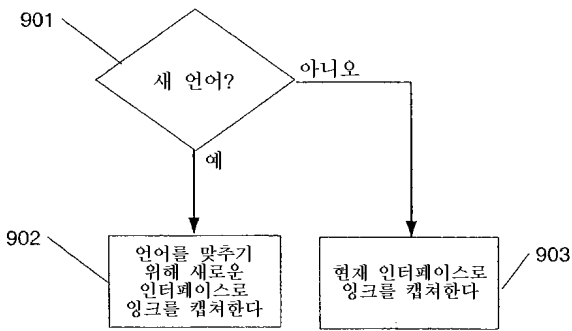 901
새 언어?
아니오
예
902
언어를 맞추기
위해 새로운
인터페이스로
잉크를 캡쳐한다
현재 인터페이스로
잉크를 캡쳐한다
903